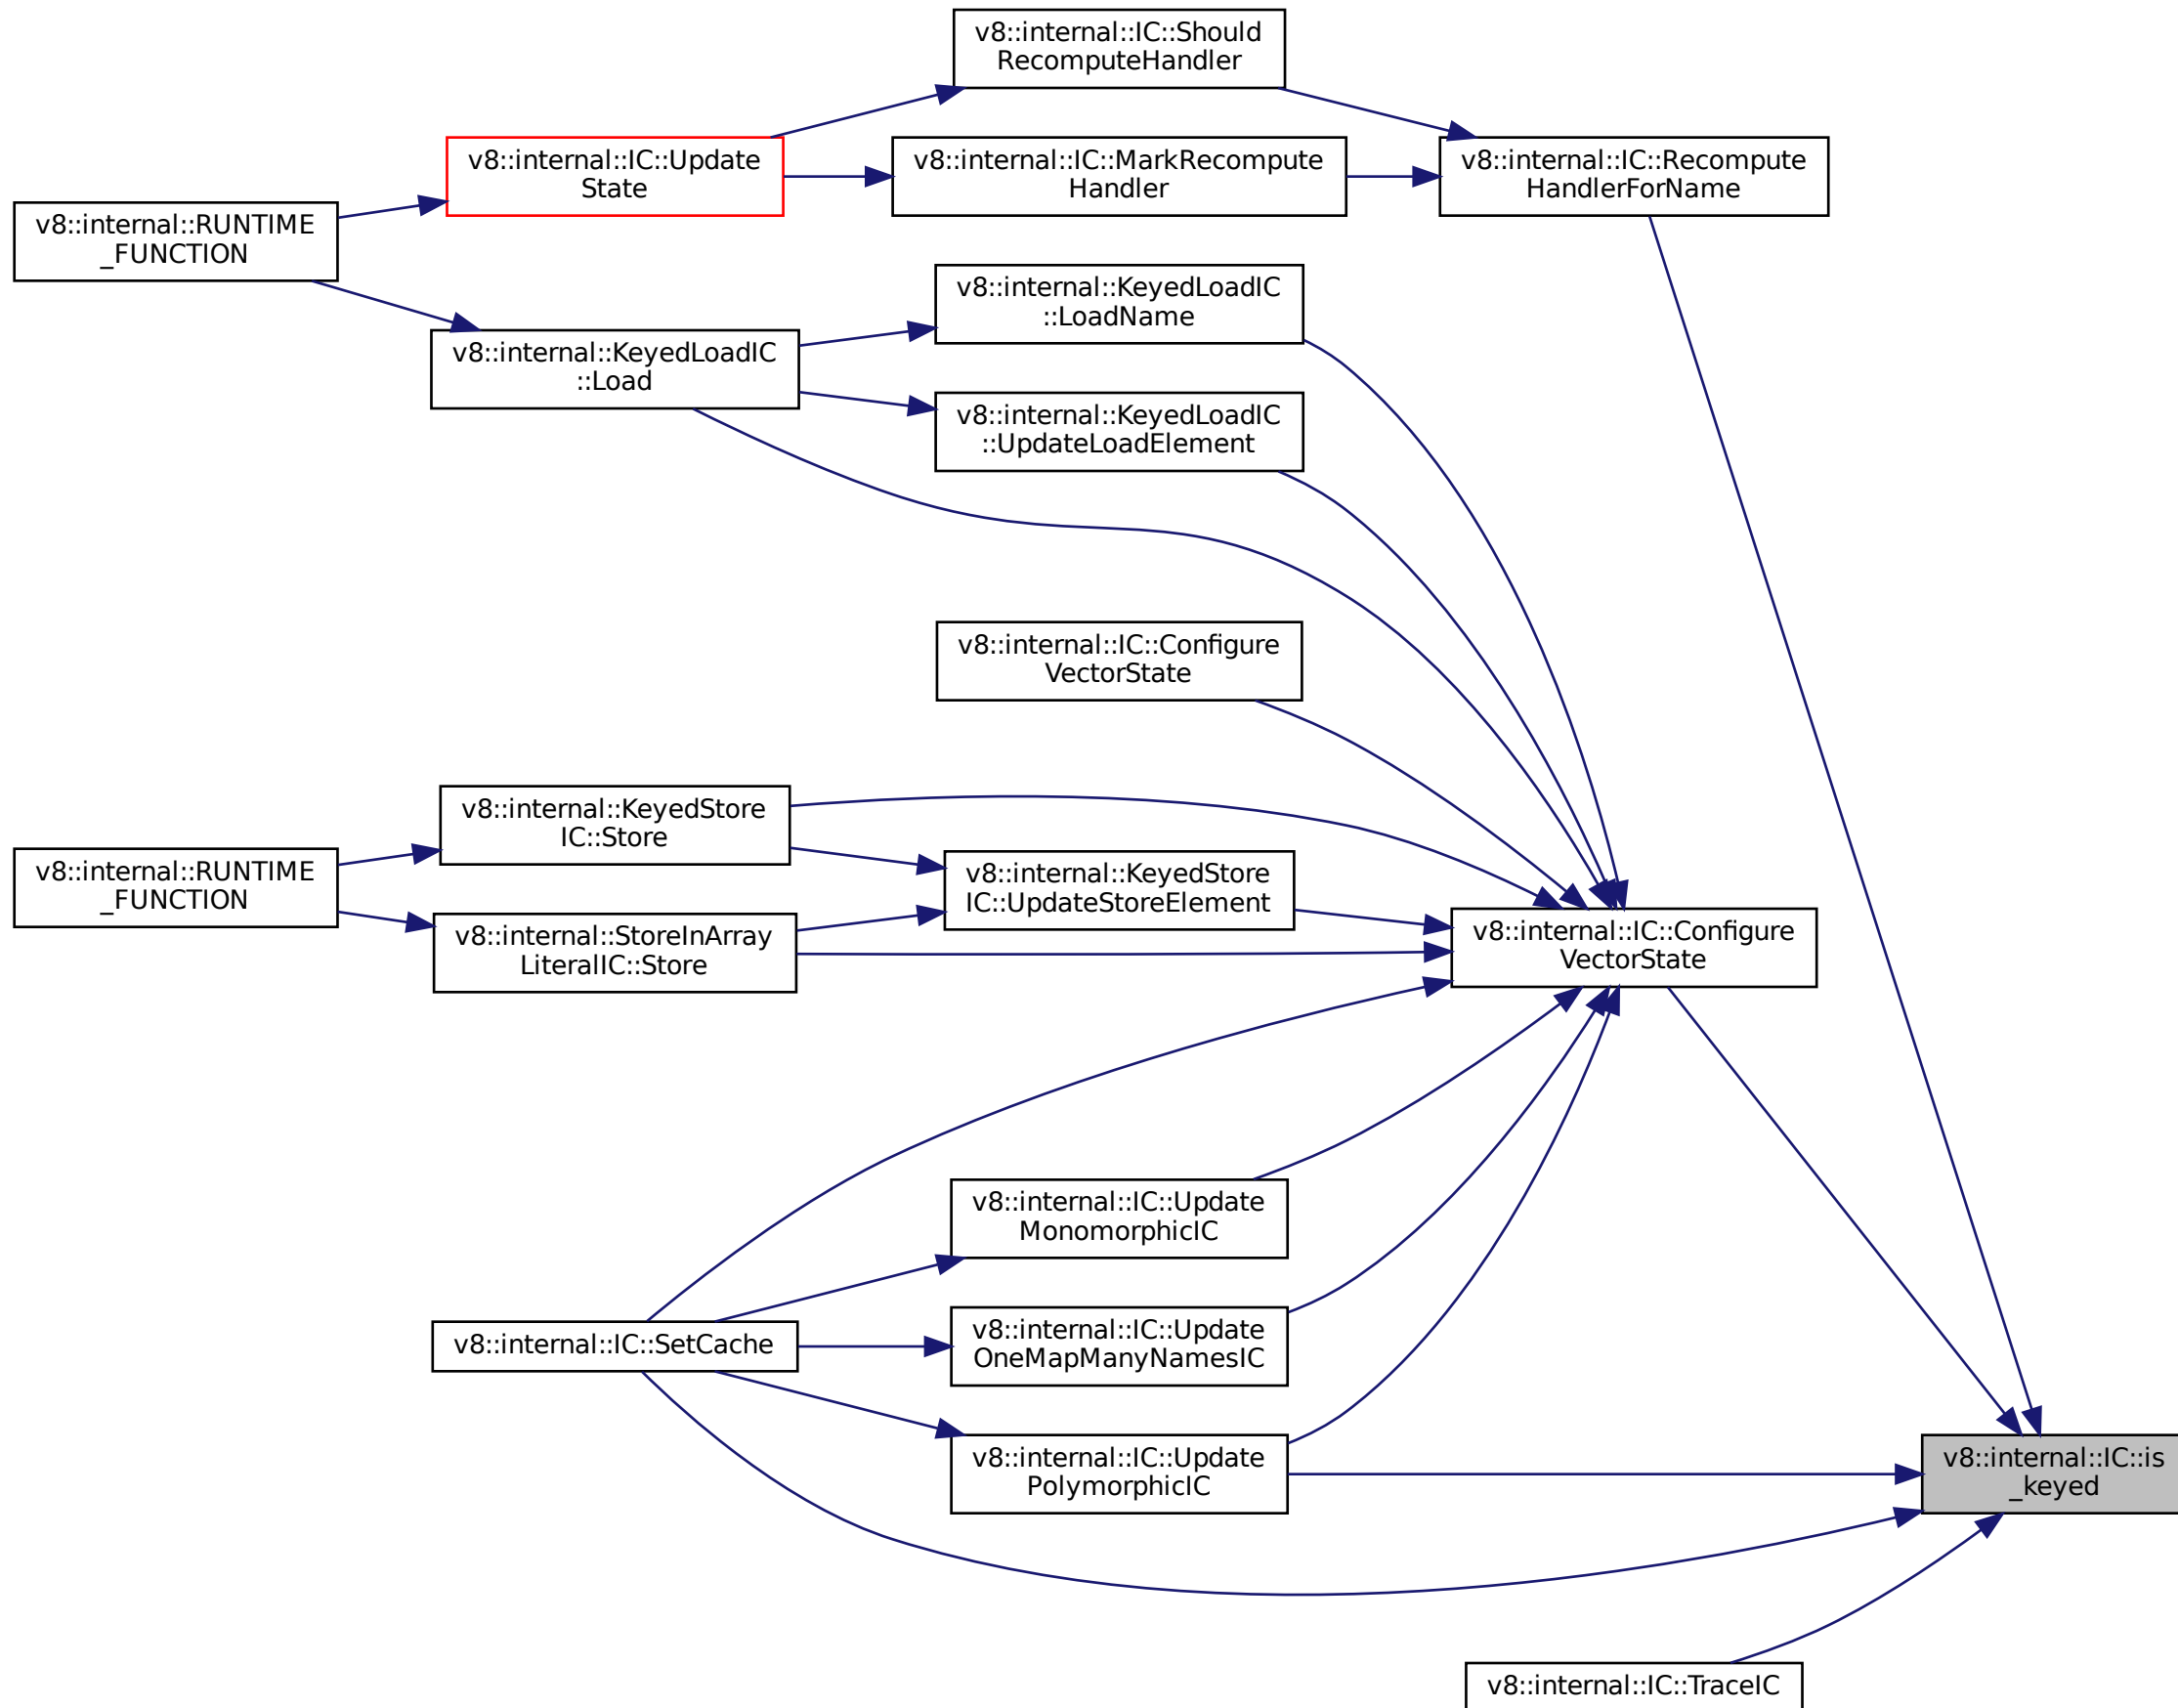 v8::internal::IC::Should
RecomputeHandler
v8::internal::IC::Update
State
v8::internal::IC::MarkRecompute
Handler
v8::internal::IC::Recompute
HandlerForName
v8::internal::RUNTIME
_FUNCTION
v8::internal::KeyedLoadIC
::LoadName
v8::internal::KeyedLoadIC
::Load
v8::internal::KeyedLoadIC
::UpdateLoadElement
v8::internal::IC::Configure
VectorState
v8::internal::KeyedStore
IC::Store
v8::internal::RUNTIME
_FUNCTION
v8::internal::KeyedStore
IC::UpdateStoreElement
v8::internal::StoreInArray
LiteralIC::Store
v8::internal::IC::Configure
VectorState
v8::internal::IC::Update
MonomorphicIC
v8::internal::IC::SetCache
v8::internal::IC::Update
OneMapManyNamesIC
v8::internal::IC::Update
PolymorphicIC
v8::internal::IC::is
_keyed
v8::internal::IC::TraceIC